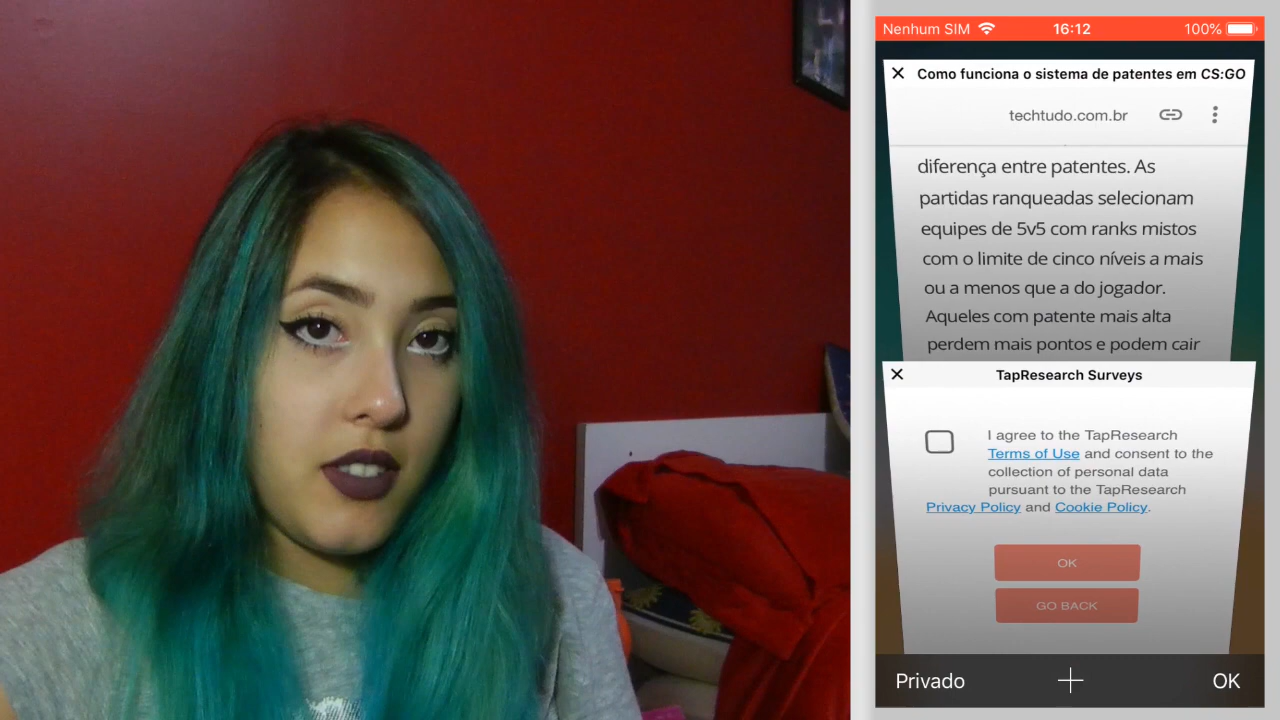 Nenhum SIM
16:12
100%
Como funciona o sistema de patentes em CS:GO
techtudo.com.br
diferença entre patentes. As
partidas ranqueadas selecionam
equipes de 5v5 com ranks mistos
com o limite de cinco níveis a mais
ou a menos que a do jogador.
Aqueles com patente mais alta
perdem mais pontos e podem cair
TapResearch Surveys
I agree to the TapResearch
Terms of Use and consent to the
collection of personal data
pursuant to the TapResearch
Privacy Policy and Cookie Policy.
OK
GO BACK
Privado
OK